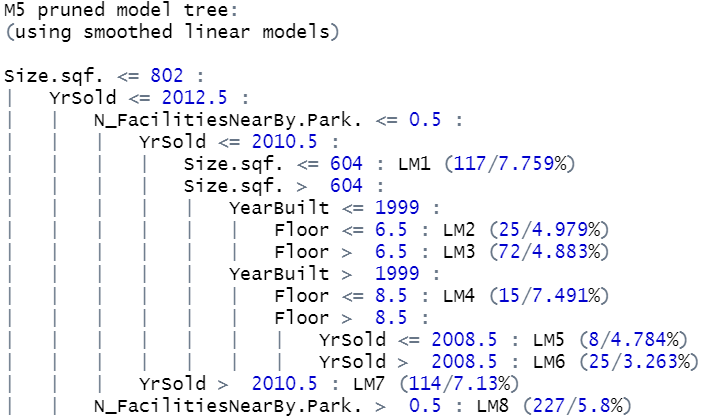 M5 pruned model tree:
(using smoothed linear models)

Size.sqf. <= 802 :
|   YrSold <= 2012.5 :
|   |   N_FacilitiesNearBy.Park. <= 0.5 :
|   |   |   YrSold <= 2010.5 :
|   |   |   |   Size.sqf. <= 604 : LM1 (117/7.759%)
|   |   |   |   Size.sqf. >  604 :
|   |   |   |   |   YearBuilt <= 1999 :
|   |   |   |   |   |   Floor <= 6.5 : LM2 (25/4.979%)
|   |   |   |   |   |   Floor >  6.5 : LM3 (72/4.883%)
|   |   |   |   |   YearBuilt >  1999 :
|   |   |   |   |   |   Floor <= 8.5 : LM4 (15/7.491%)
|   |   |   |   |   |   Floor >  8.5 :
|   |   |   |   |   |   |   YrSold <= 2008.5 : LM5 (8/4.784%)
|   |   |   |   |   |   |   YrSold >  2008.5 : LM6 (25/3.263%)
|   |   |   YrSold >  2010.5 : LM7 (114/7.13%)
|   |   N_FacilitiesNearBy.Park. >  0.5 : LM8 (227/5.8%)